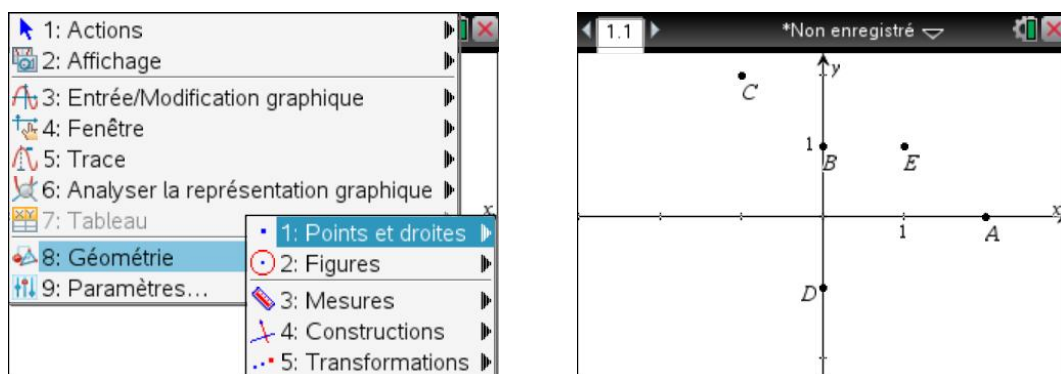 1: Actions
2: Affichage
3: Entrée/Modification graphique
4: Fenêtre
5: Trace
6: Analyser la représentation graphique
7: Tableau
8: Géométrie
9: Paramètres...
x
1: Points et droites
2: Figures
3: Mesures
4: Constructions
5: Transformations
1.1
*Non enregistré
y
C
1
B
E
x
1
A
D